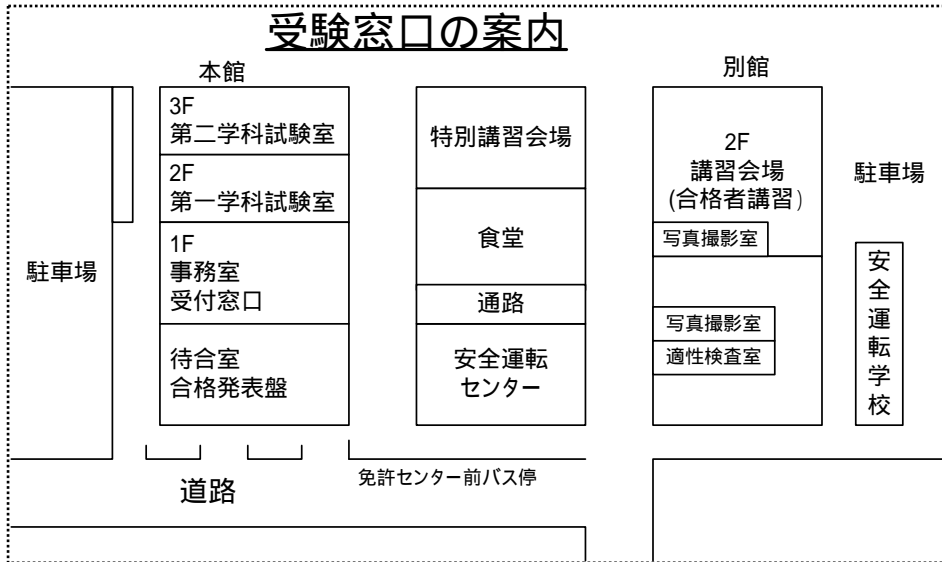 受験窓口の案内
本館
別館
3F
第二学科試験室
2F
第一学科試験室
1F
事務室
受付窓口
待合室
合格発表盤
駐車場
特別講習会場
食堂
通路
安全運転
センター
2F
講習会場
(合格者講習)
写真撮影室
写真撮影室
適性検査室
駐車場
安全運転学校
道路
免許センター前バス停